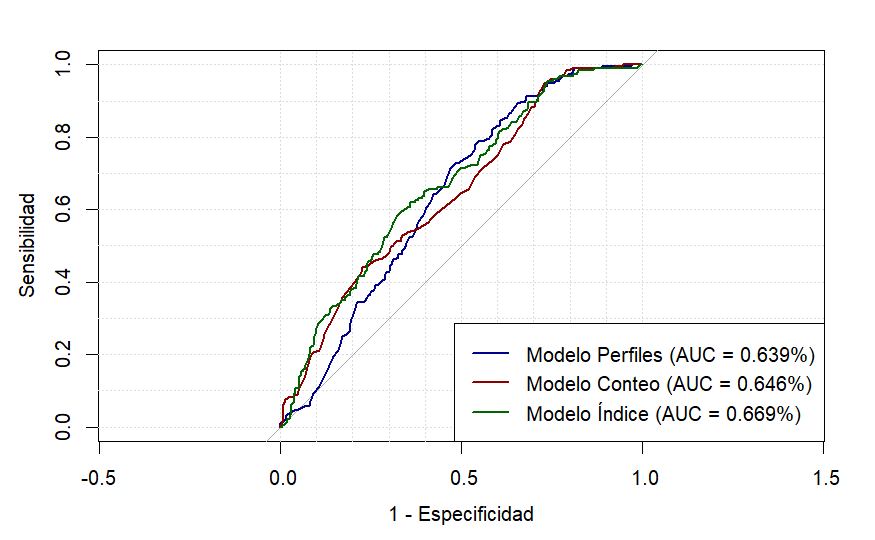 1.0
0.8
0.6
0.4
0.2
0.0
Sensibilidad
Modelo Perfiles (AUC = 0.639%)
Modelo Conteo (AUC = 0.646%)
Modelo Índice (AUC = 0.669%)
-0.5 0.0 0.5 1.0 1.5
1 - Especificidad